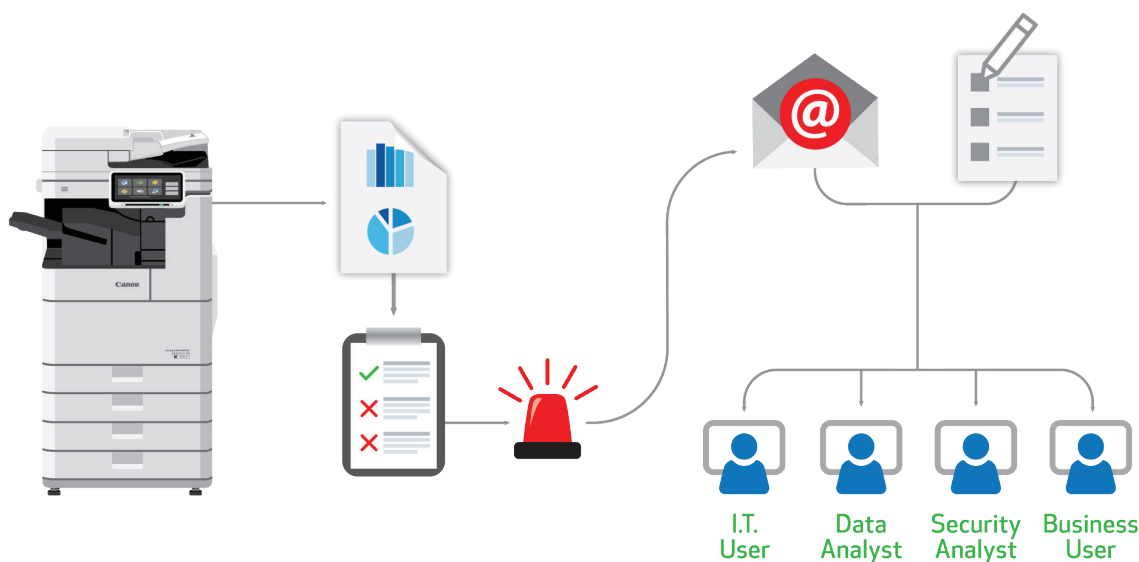 Canon
@
I.T.
User
Data
Analyst
Security
Analyst
Business
User